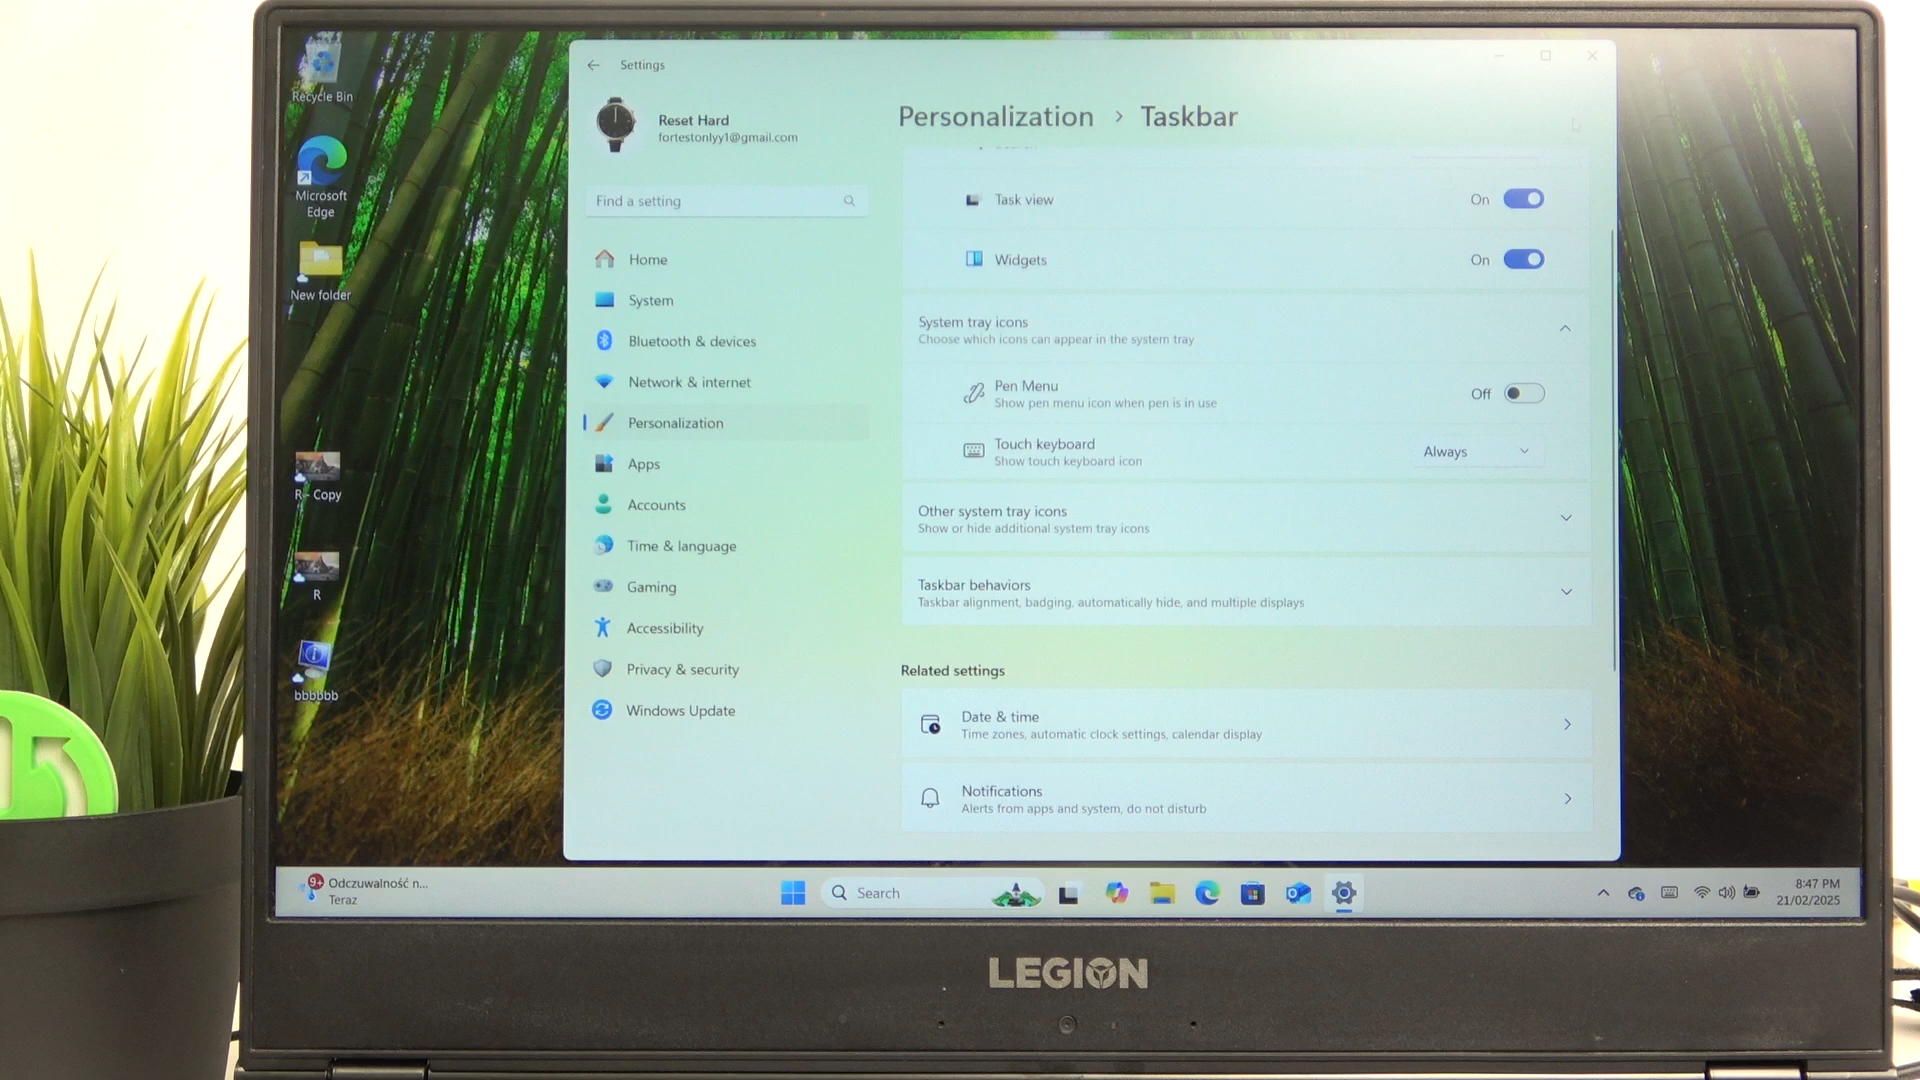 Recycle Bin
Microsoft
Edge
New folder
R - Copy
R
bbbbbb
Settings
Reset Hard
fortestonlyy1@gmail.com
Find a setting
Home
System
Bluetooth & devices
Network & internet
Personalization
Apps
Accounts
Time & language
Gaming
Accessibility
Privacy & security
Windows Update
Personalization > Taskbar
Task view
On
Widgets
On
System tray icons
Choose which icons can appear in the system tray
Pen Menu
Show pen menu icon when pen is in use
Off
Touch keyboard
Show touch keyboard icon
Always
Other system tray icons
Show or hide additional system tray icons
Taskbar behaviors
Taskbar alignment, badging, automatically hide, and multiple displays
Related settings
Date & time
Time zones, automatic clock settings, calendar display
Notifications
Alerts from apps and system, do not disturb
9+
Odczuwalność n...
Teraz
Search
8:47 PM
21/02/2025
LEGION